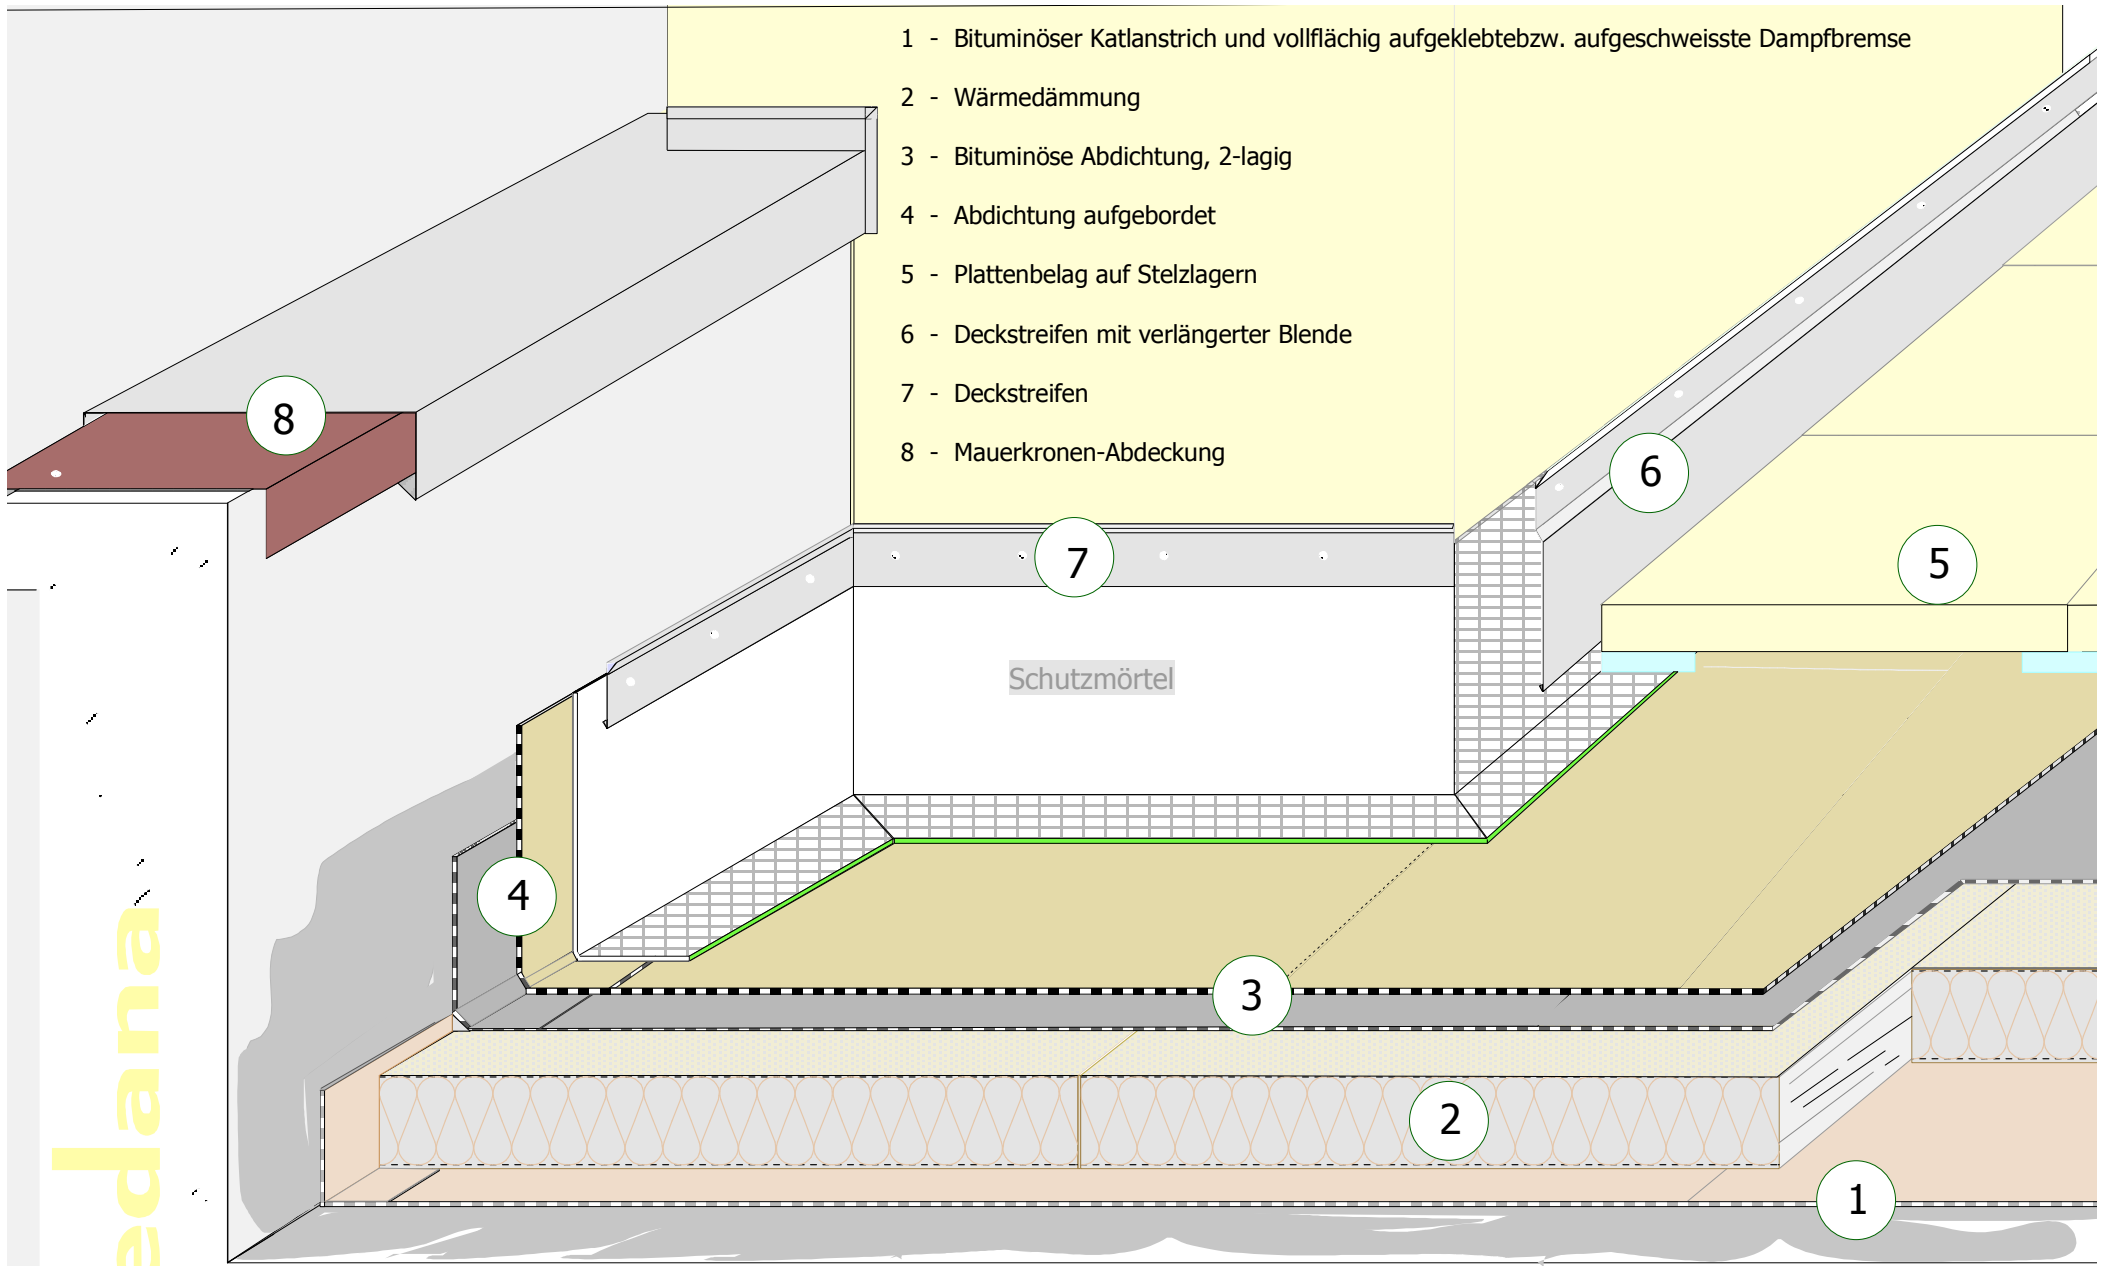 1 - Bituminöser Katlanstrich und vollflächig aufgeklebtebzw. aufgeschweisste Dampfbremse
2 - Wärmedämmung
3 - Bituminöse Abdichtung, 2-lagig
4 - Abdichtung aufgebordet
5 - Plattenbelag auf Stelzlagern
6 - Deckstreifen mit verlängerter Blende
7 - Deckstreifen
8 - Mauerkronen-Abdeckung
8
6
7
5
Schutzmörtel
4
3
2
1
edana